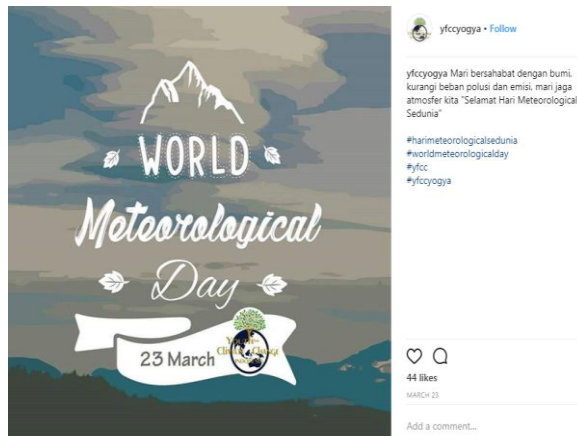 WORLD
Meteorological
Day
23 March
yfccyogya • Follow
yfccyogya Mari bersahabat dengan bumi,
kurangi beban polusi dan emisi, mari jaga
atmosfer kita "Selamat Hari Meteorological
Sedunia"
#harimeteorologicalsedunia
#worldmeteorologicalday
#yfcc
#yfccyogya
44 likes
MARCH 23
Add a comment...